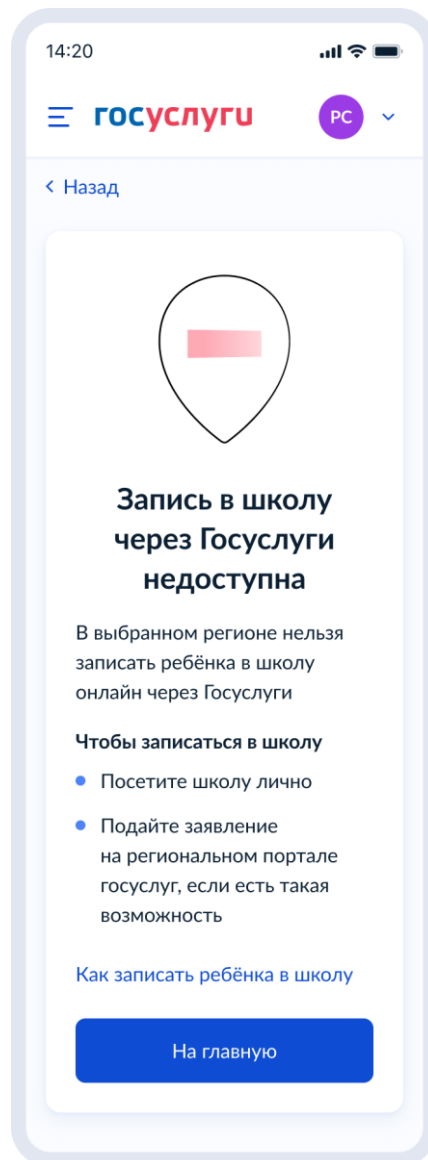 14:20
госуслуги
РС
Назад
Запись в школу
через Госуслуги
недоступна
В выбранном регионе нельзя
записать ребёнка в школу
онлайн через Госуслуги
Чтобы записаться в школу
Посетите школу лично
Подайте заявление
на региональном портале
госуслуг, если есть такая
возможность
Как записать ребёнка в школу
На главную